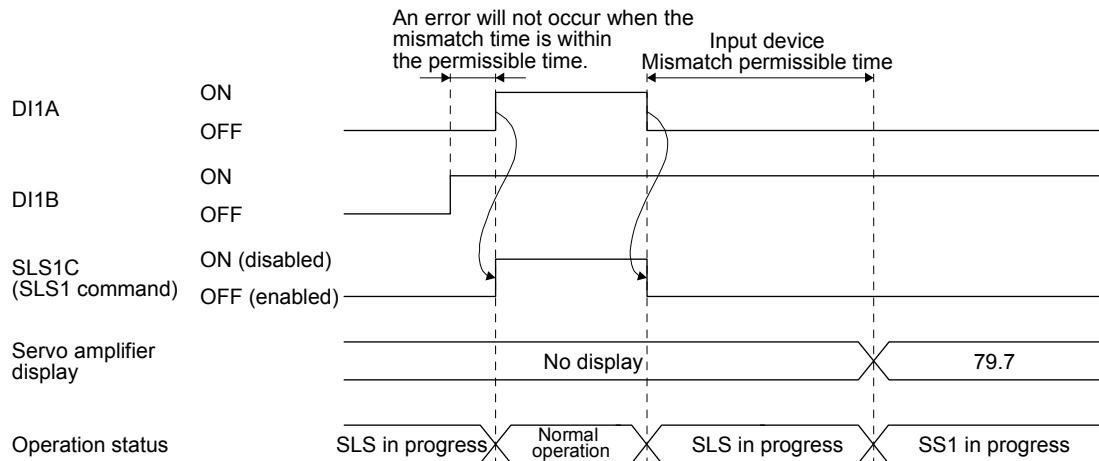 An error will not occur when the
mismatch time is within
the permissible time.
Input device
Mismatch permissible time
DI1A
ON
OFF
DI1B
ON
OFF
SLS1C
(SLS1 command)
ON (disabled)
OFF (enabled)
Servo amplifier
display
No display
79.7
Operation status
SLS in progress
Normal
operation
SLS in progress
SS1 in progress